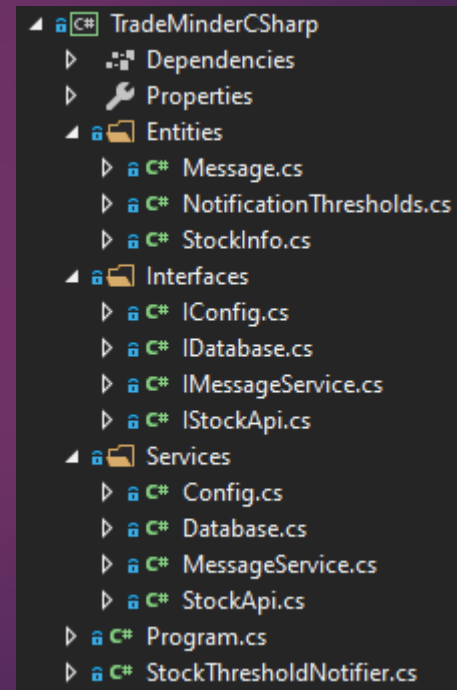 C# TradeMinderCSharp
Dependencies
Properties
Entities
C# Message.cs
C# NotificationThresholds.cs
C# StockInfo.cs
Interfaces
C# IConfig.cs
C# IDatabase.cs
C# IMessageService.cs
C# IStockApi.cs
Services
C# Config.cs
C# Database.cs
C# MessageService.cs
C# StockApi.cs
C# Program.cs
C# StockThresholdNotifier.cs